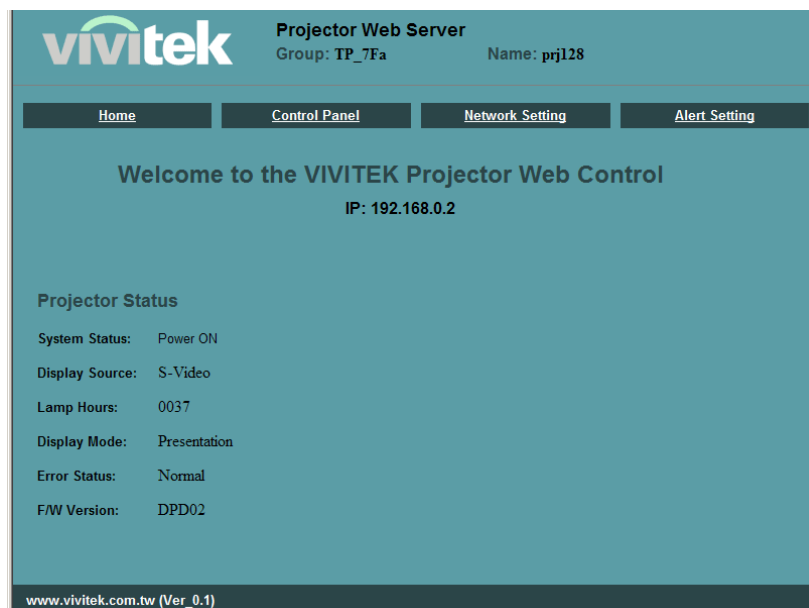 vivitek
Projector Web Server
Group: TP_7Fa Name: prj128
Home Control Panel Network Setting Alert Setting
Welcome to the VIVITEK Projector Web Control
IP: 192.168.0.2
Projector Status
System Status: Power ON
Display Source: S-Video
Lamp Hours: 0037
Display Mode: Presentation
Error Status: Normal
F/W Version: DPD02
www.vivitek.com.tw (Ver_0.1)